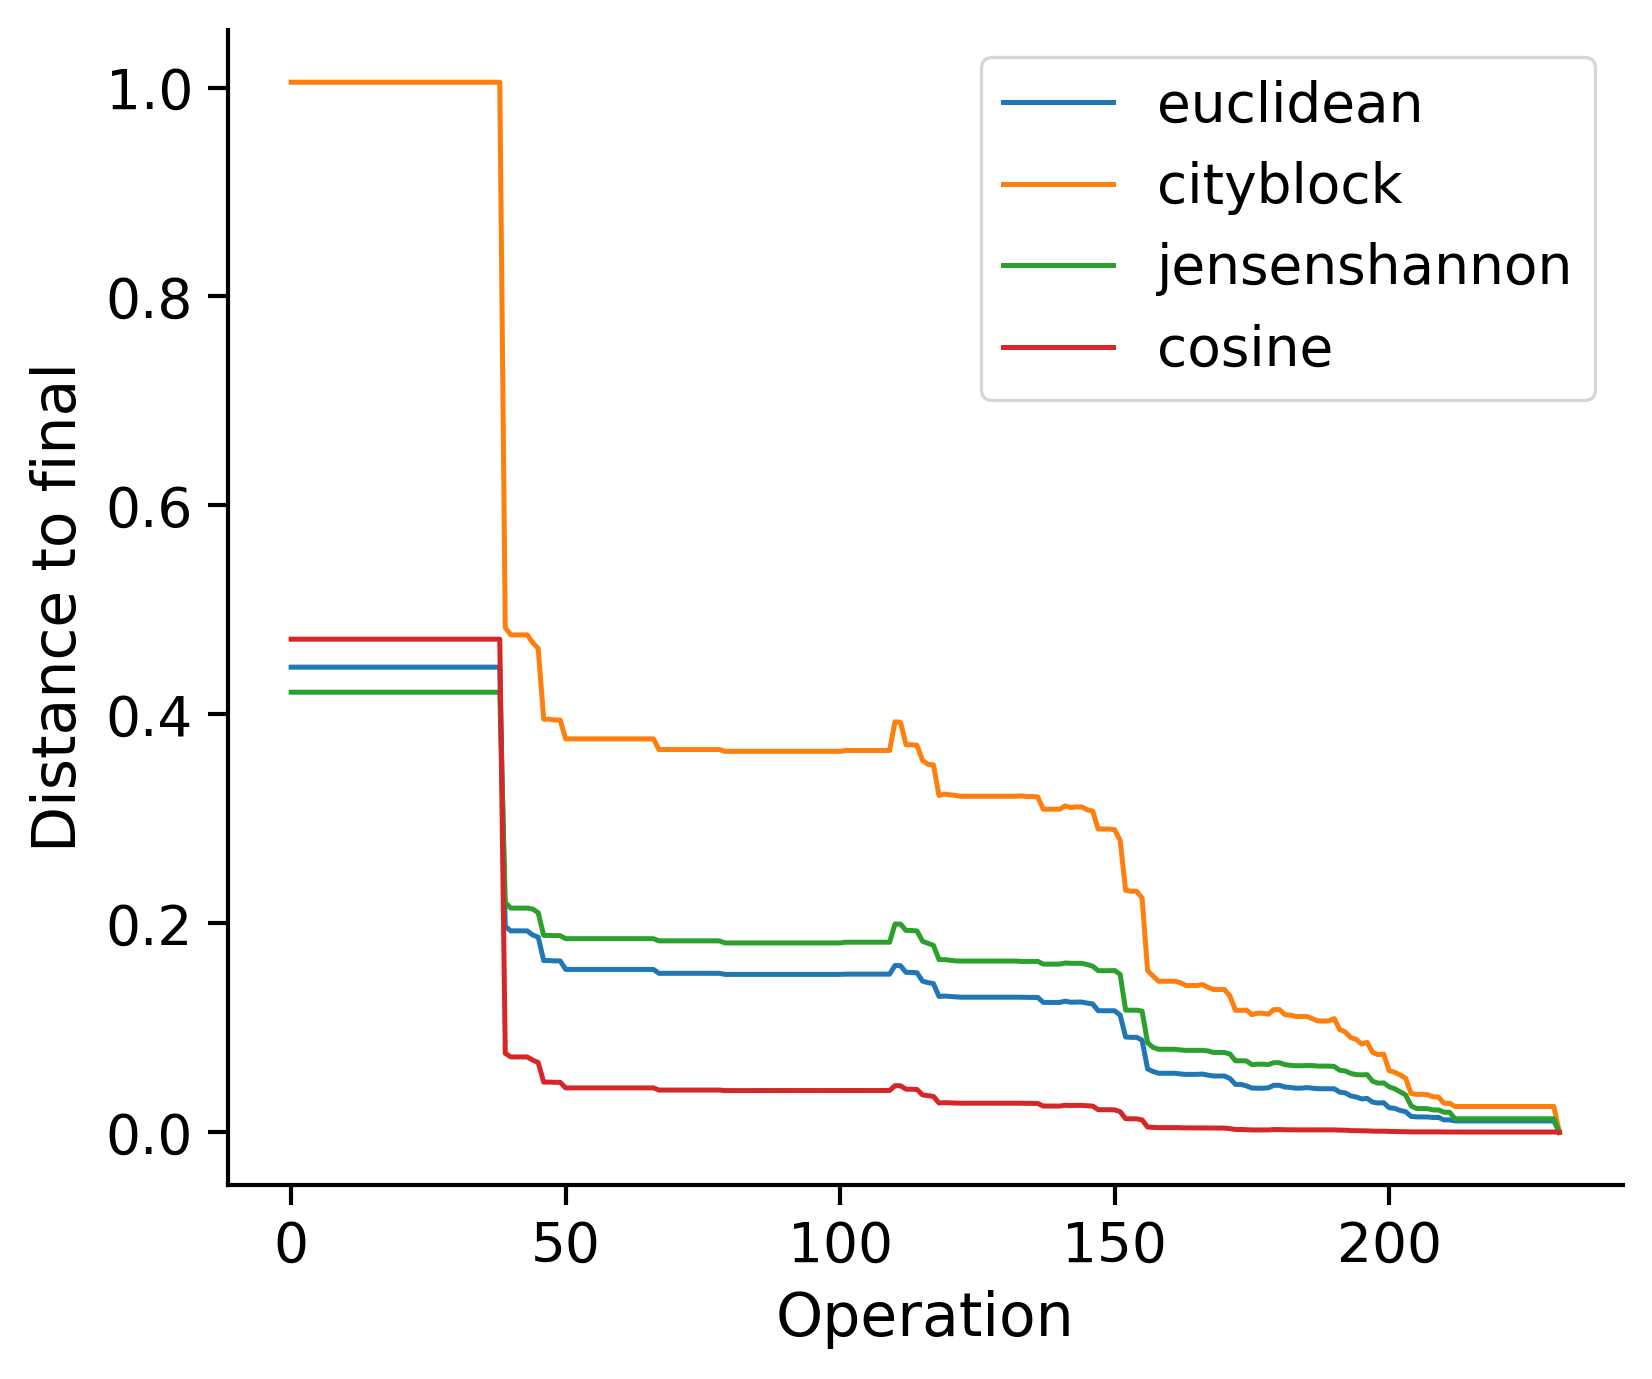 euclidean
cityblock
jensenshannon
cosine
Distance to final
1.0
0.8
0.6
0.4
0.2
0.0
0 50 100 150 200
Operation